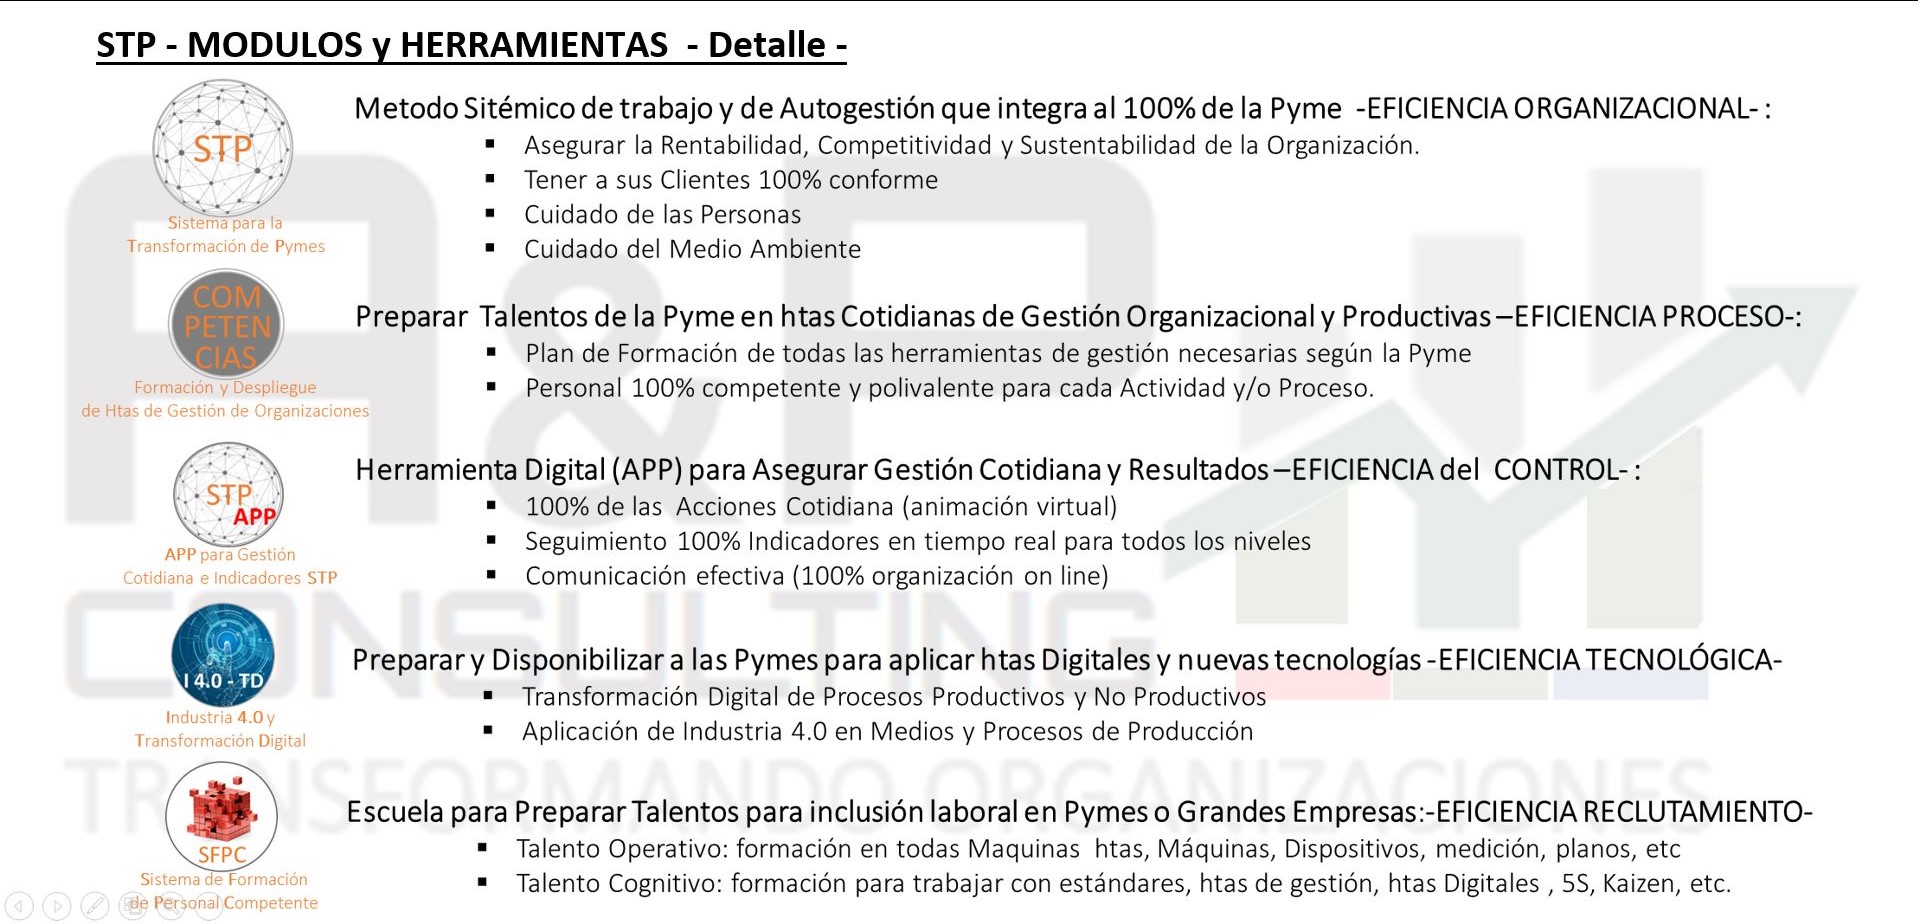 STP - MODULOS y HERRAMIENTAS - Detalle -
STP
Sistema para la
Transformación de Pymes
Metodo Sitémico de trabajo y de Autogestión que integra al 100% de la Pyme -EFICIENCIA ORGANIZACIONAL- :
▪ Asegurar la Rentabilidad, Competitividad y Sustentabilidad de la Organización.
▪ Tener a sus Clientes 100% conforme
▪ Cuidado de las Personas
▪ Cuidado del Medio Ambiente
COM
PETEN
CIAS
Formación y Despliegue
de Htas de Gestión de Organizaciones
Preparar Talentos de la Pyme en htas Cotidianas de Gestión Organizacional y Productivas –EFICIENCIA PROCESO-:
▪ Plan de Formación de todas las herramientas de gestión necesarias según la Pyme
▪ Personal 100% competente y polivalente para cada Actividad y/o Proceso.
STP
APP
APP para Gestión
Cotidiana e Indicadores STP
Herramienta Digital (APP) para Asegurar Gestión Cotidiana y Resultados –EFICIENCIA del CONTROL- :
▪ 100% de las Acciones Cotidiana (animación virtual)
▪ Seguimiento 100% Indicadores en tiempo real para todos los niveles
▪ Comunicación efectiva (100% organización on line)
I 4.0 - TD
Industria 4.0 y
Transformación Digital
Preparar y Disponibilizar a las Pymes para aplicar htas Digitales y nuevas tecnologías -EFICIENCIA TECNOLÓGICA-
▪ Transformación Digital de Procesos Productivos y No Productivos
▪ Aplicación de Industria 4.0 en Medios y Procesos de Producción
SFPC
Sistema de Formación
de Personal Competente
Escuela para Preparar Talentos para inclusión laboral en Pymes o Grandes Empresas:-EFICIENCIA RECLUTAMIENTO-
▪ Talento Operativo: formación en todas Maquinas htas, Máquinas, Dispositivos, medición, planos, etc
▪ Talento Cognitivo: formación para trabajar con estándares, htas de gestión, htas Digitales , 5S, Kaizen, etc.
A&P
CONSULTING
TRANSFORMANDO ORGANIZACIONES